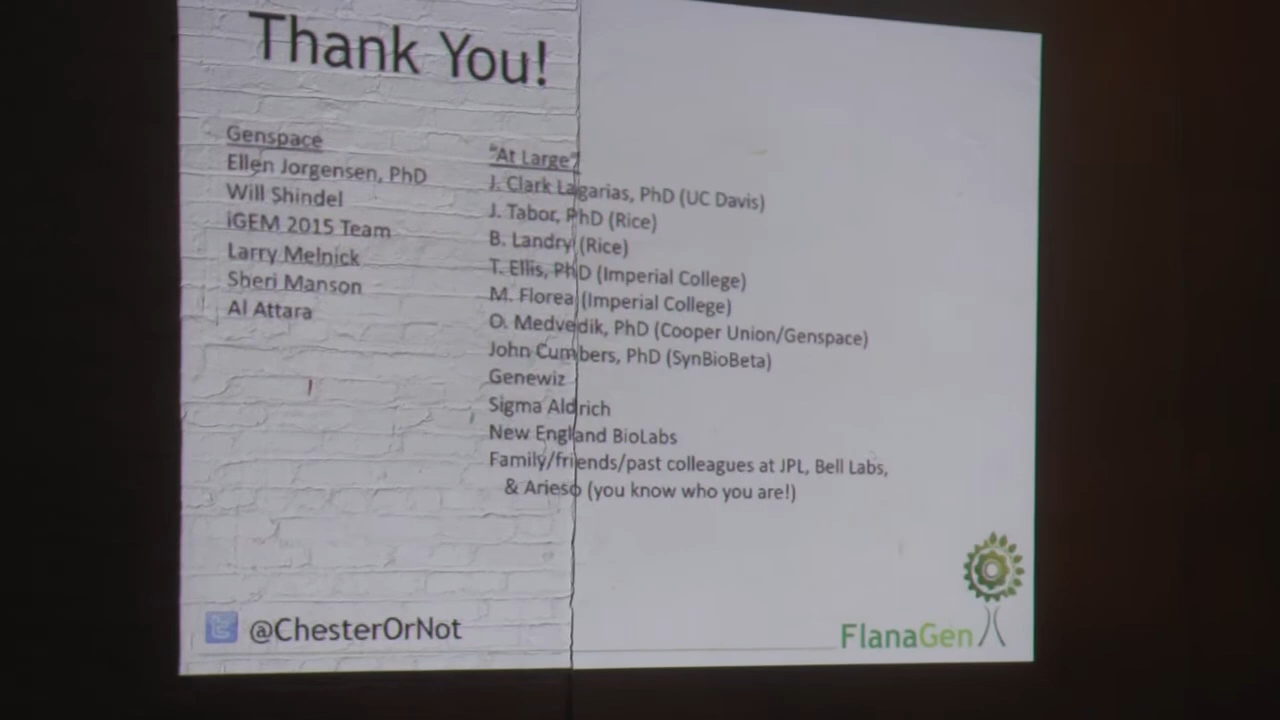 Thank You!
Genspace
Ellen Jorgensen, PhD
Will Shindel
iGEM 2015 Team
Larry Melnick
Sheri Manson
Al Attara
"At Large"
J. Clark Lagarias, PhD (UC Davis)
J. Tabor, PhD (Rice)
B. Landry (Rice)
T. Ellis, PhD (Imperial College)
M. Florea (Imperial College)
O. Medvedik, PhD (Cooper Union/Genspace)
John Cumbers, PhD (SynBioBeta)
Genewiz
Sigma Aldrich
New England BioLabs
Family/friends/past colleagues at JPL, Bell Labs,
& Arieso (you know who you are!)
@ChesterOrNot
FlanaGen